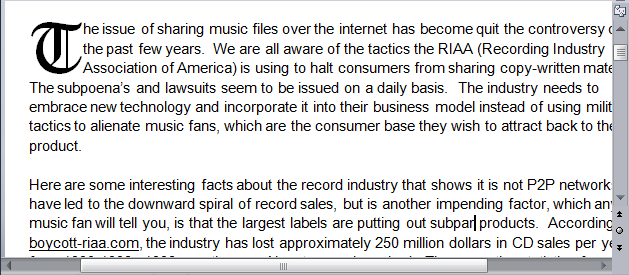 The issue of sharing music files over the internet has become quit the controversy
the past few years. We are all aware of the tactics the RIAA (Recording Industry
Association of America) is using to halt consumers from sharing copy-written
The subpoena's and lawsuits seem to be issued on a daily basis. The industry needs to
embrace new technology and incorporate it into their business model instead of using
tactics to alienate music fans, which are the consumer base they wish to attract back to the
product.
Here are some interesting facts about the record industry that shows it is not P2P
have led to the downward spiral of record sales, but is another impending factor, which
music fan will tell you, is that the largest labels are putting out subpar products. According
boycott-riaa.com, the industry has lost approximately 250 million dollars in CD sales per